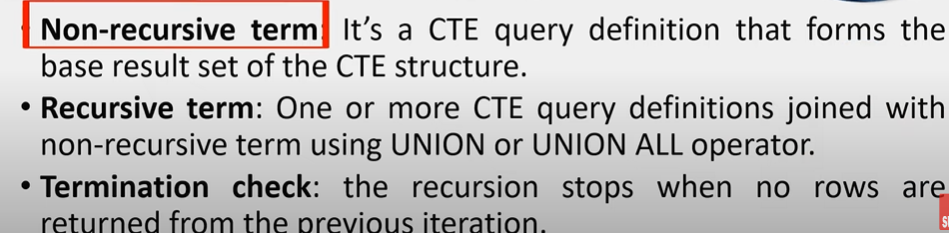 • Non-recursive term: It’s a CTE query definition that forms the
base result set of the CTE structure.
• Recursive term: One or more CTE query definitions joined with
non-recursive term using UNION or UNION ALL operator.
• Termination check: the recursion stops when no rows are
returned from the previous iteration.